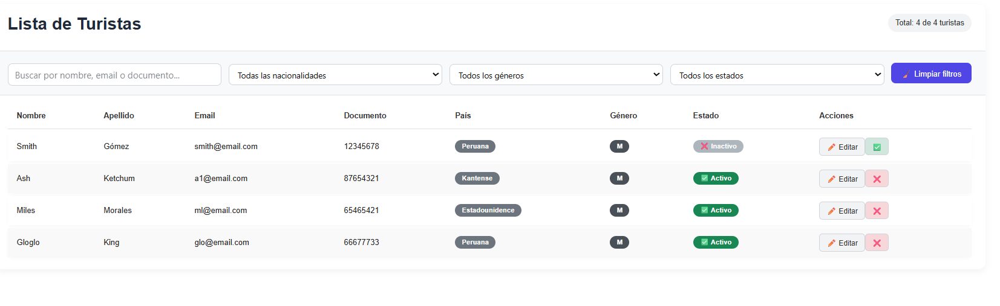 Lista de Turistas
Total: 4 de 4 turistas
Buscar por nombre, email o documento...
Todas las nacionalidades
Todos los géneros
Todos los estados
Limpiar filtros
Nombre Apellido Email Documento País Género Estado Acciones
Smith Gómez smith@email.com 12345678 Peruana M Inactivo Editar
Ash Ketchum a1@email.com 87654321 Kantense M Activo Editar
Miles Morales ml@email.com 65465421 Estadounidence M Activo Editar
Gloglo King glo@email.com 66677733 Peruana M Activo Editar